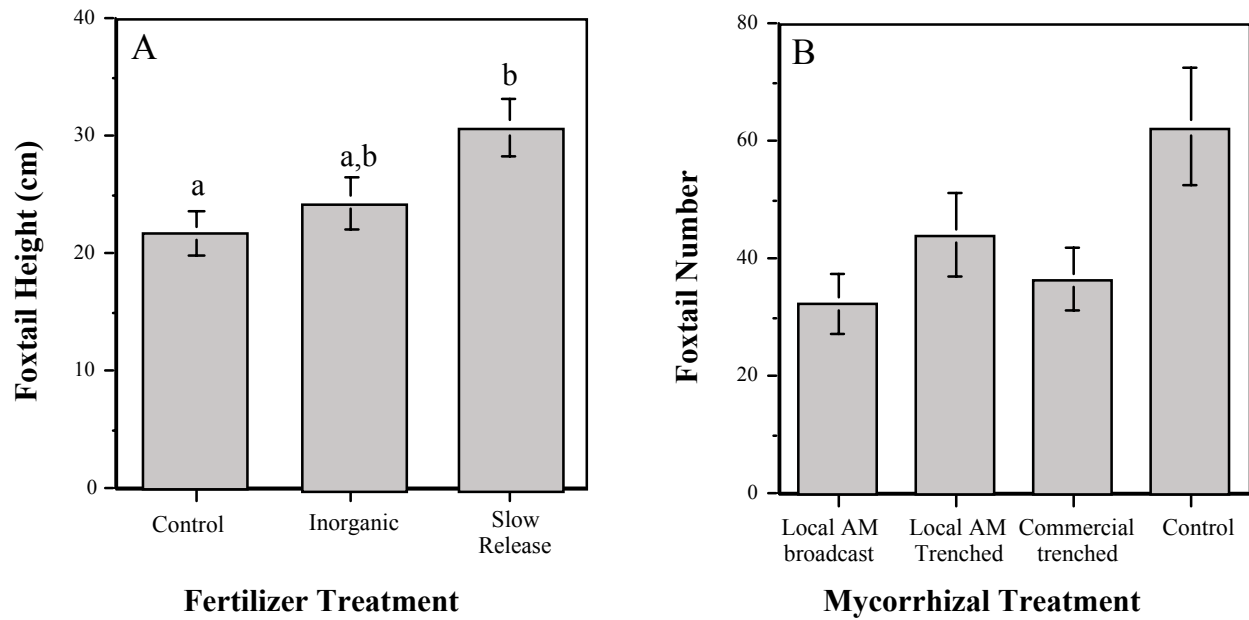 A
Foxtail Height (cm)
40
30
20
10
0
a
a,b
b
Control
Inorganic
Slow
Release
Fertilizer Treatment
B
Foxtail Number
80
60
40
20
0
Local AM
broadcast
Local AM
Trenched
Commercial
trenched
Control
Mycorrhizal Treatment